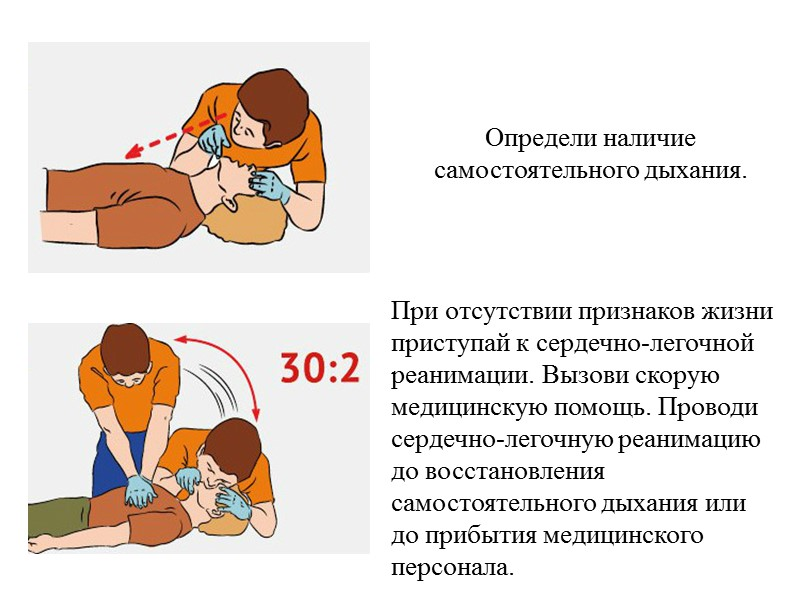 Определи наличие
самостоятельного дыхания.
30:2
При отсутствии признаков жизни
приступай к сердечно-легочной
реанимации. Вызови скорую
медицинскую помощь. Проводи
сердечно-легочную реанимацию
до восстановления
самостоятельного дыхания или
до прибытия медицинского
персонала.